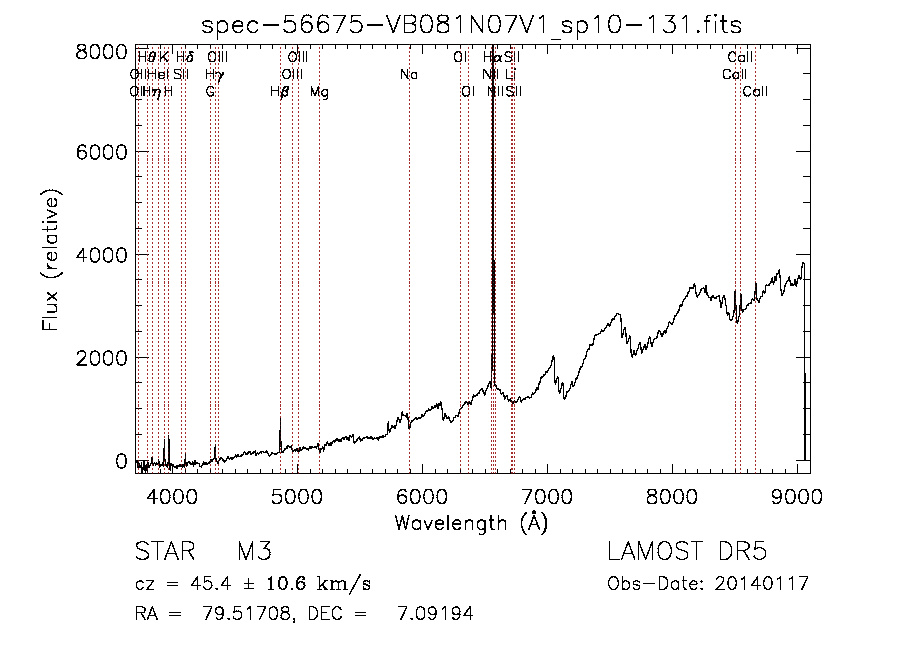 spec-56675-VB081N07V1_sp10-131.fits
Hθ K Hδ OIII OIII OI Hα SII CaII
OII HeI SII Hγ OIII Na NII Li CaII
OII Hη H G Hβ Mg OI NII SII CaII
8000
6000
4000
2000
0
Flux (relative)
4000 5000 6000 7000 8000 9000
Wavelength (Å)
STAR M3 LAMOST DR5
cz = 45.4 ± 10.6 km/s Obs-Date: 20140117
RA = 79.51708, DEC = 7.09194